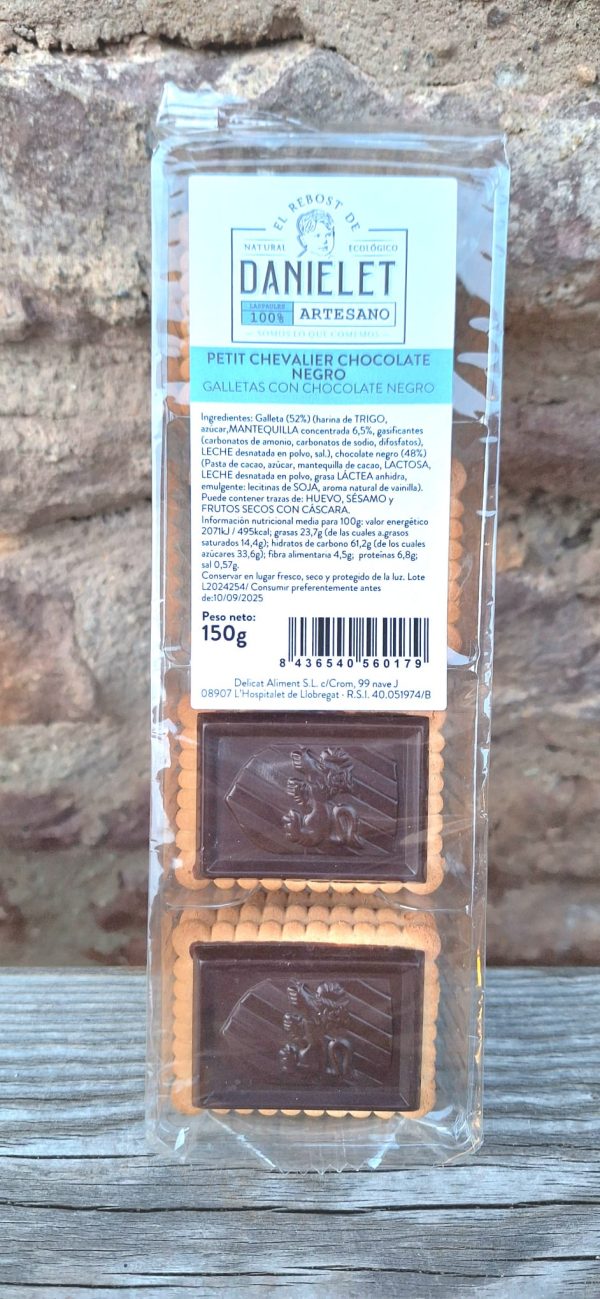 EL REBOST DE
NATURAL ECOLÓGICO
DANIELET
LASPAULES
100% ARTESANO
SOMOS LO QUE COMEMOS
PETIT CHEVALIER CHOCOLATE
NEGRO
GALLETAS CON CHOCOLATE NEGRO
Ingredientes: Galleta (52%) (harina de TRIGO,
azúcar,MANTEQUILLA concentrada 6,5%, gasificantes
(carbonatos de amonio, carbonatos de sodio, difosfatos),
LECHE desnatada en polvo, sal.), chocolate negro (48%)
(Pasta de cacao, azúcar, mantequilla de cacao, LACTOSA,
LECHE desnatada en polvo, grasa LÁCTEA anhidra,
emulgente: lecitinas de SOJA, aroma natural de vainilla).
Puede contener trazas de: HUEVO, SÉSAMO y
FRUTOS SECOS CON CÁSCARA.
Información nutricional media para 100g: valor energético
2071kJ / 495kcal; grasas 23,7g (de las cuales a.grasos
saturados 14,4g); hidratos de carbono 61,2g (de los cuales
azúcares 33,6g); fibra alimentaria 4,5g; proteínas 6,8g;
sal 0,57g.
Conservar en lugar fresco, seco y protegido de la luz. Lote
L2024254/ Consumir preferentemente antes
de:10/09/2025
Peso neto:
150g
8 436540 560179
Delicat Aliment S.L. c/Crom, 99 nave J
08907 L'Hospitalet de Llobregat - R.S.I. 40.051974/B